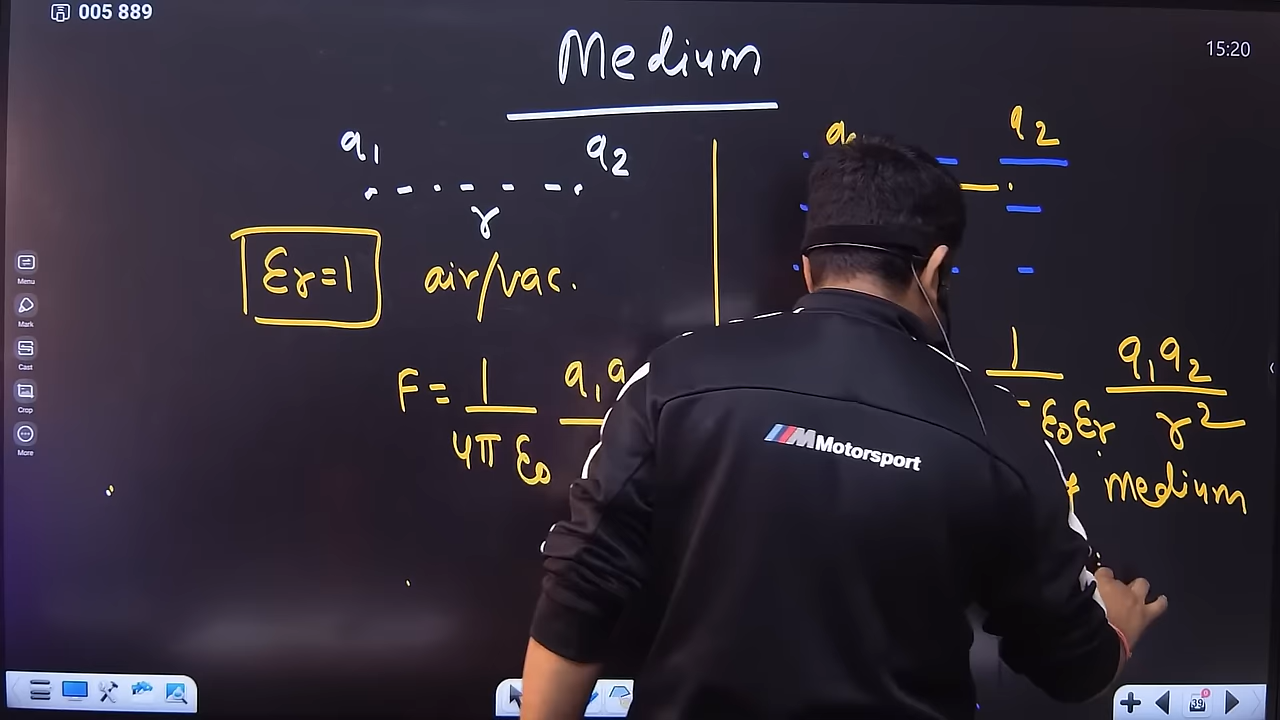 005 889
15:20
Medium
q1 q2
r
εr=1 air/vac.
F = 1 q1q
4π ε0
q q2
1 q1q2
ε0εr r2
medium
M Motorsport
Menu
Mark
Cast
Crop
More
39